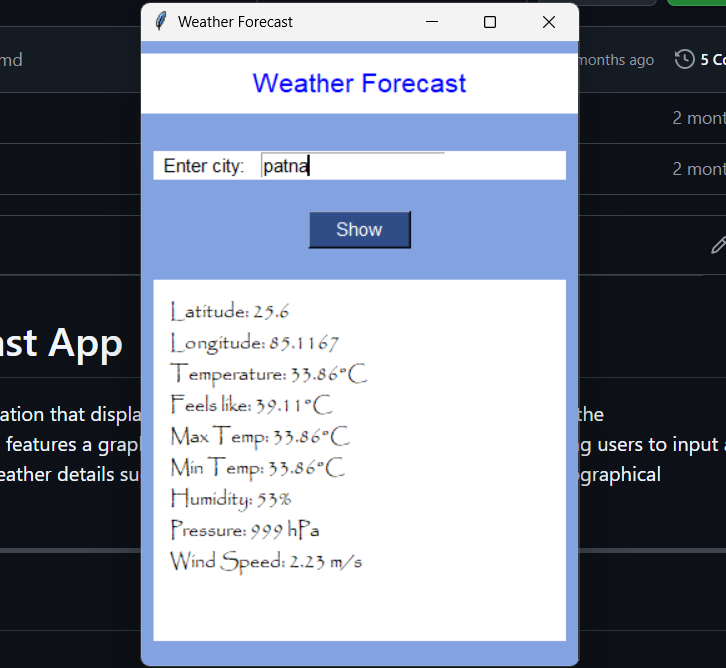 Weather Forecast
md
months ago
5 Co
Weather Forecast
2 mont
Enter city: patna
2 mont
Show
Latitude: 25.6
ast App
Longitude: 85.1167
Temperature: 33.86°C
Feels like: 39.11°C
ation that displa
the
Max Temp: 33.86°C
features a grap
ng users to input a
Min Temp: 33.86°C
eather details su
ographical
Humidity: 53%
Pressure: 999 hPa
Wind Speed: 2.23 m/s